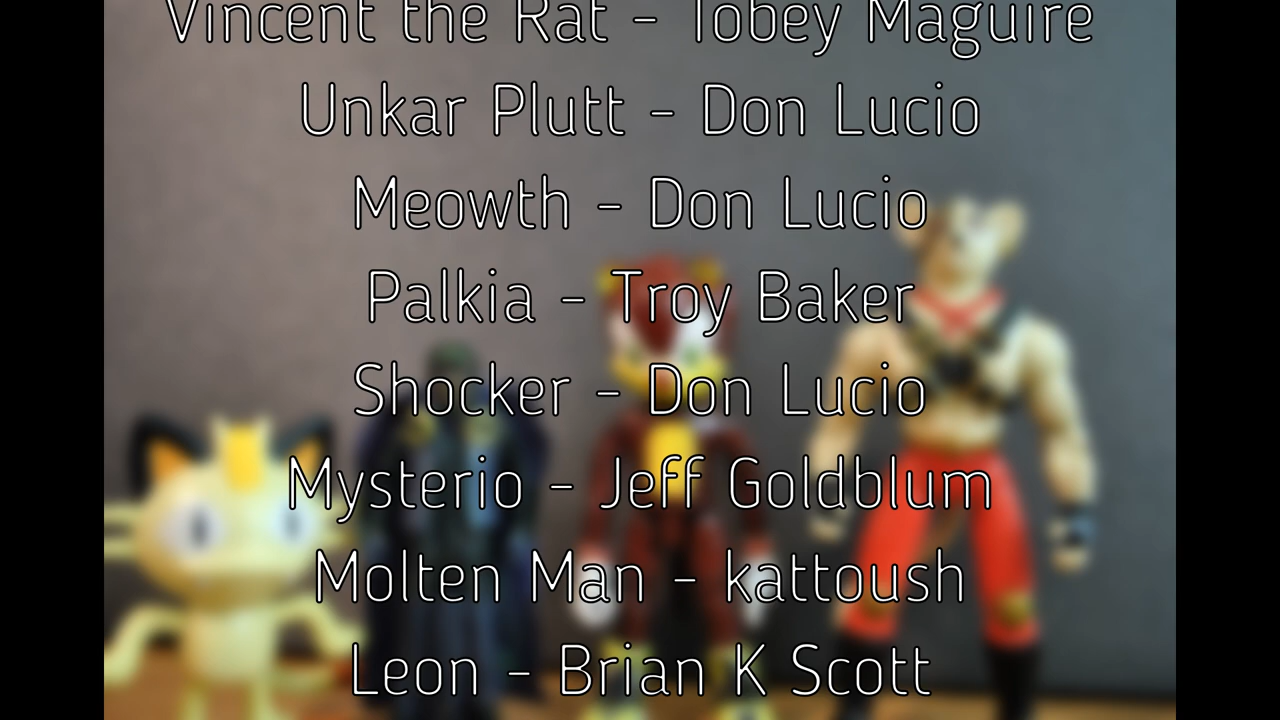 Vincent the Rat - Tobey Maguire
Unkar Plutt - Don Lucio
Meowth - Don Lucio
Palkia - Troy Baker
Shocker - Don Lucio
Mysterio - Jeff Goldblum
Molten Man - kattoush
Leon - Brian K Scott